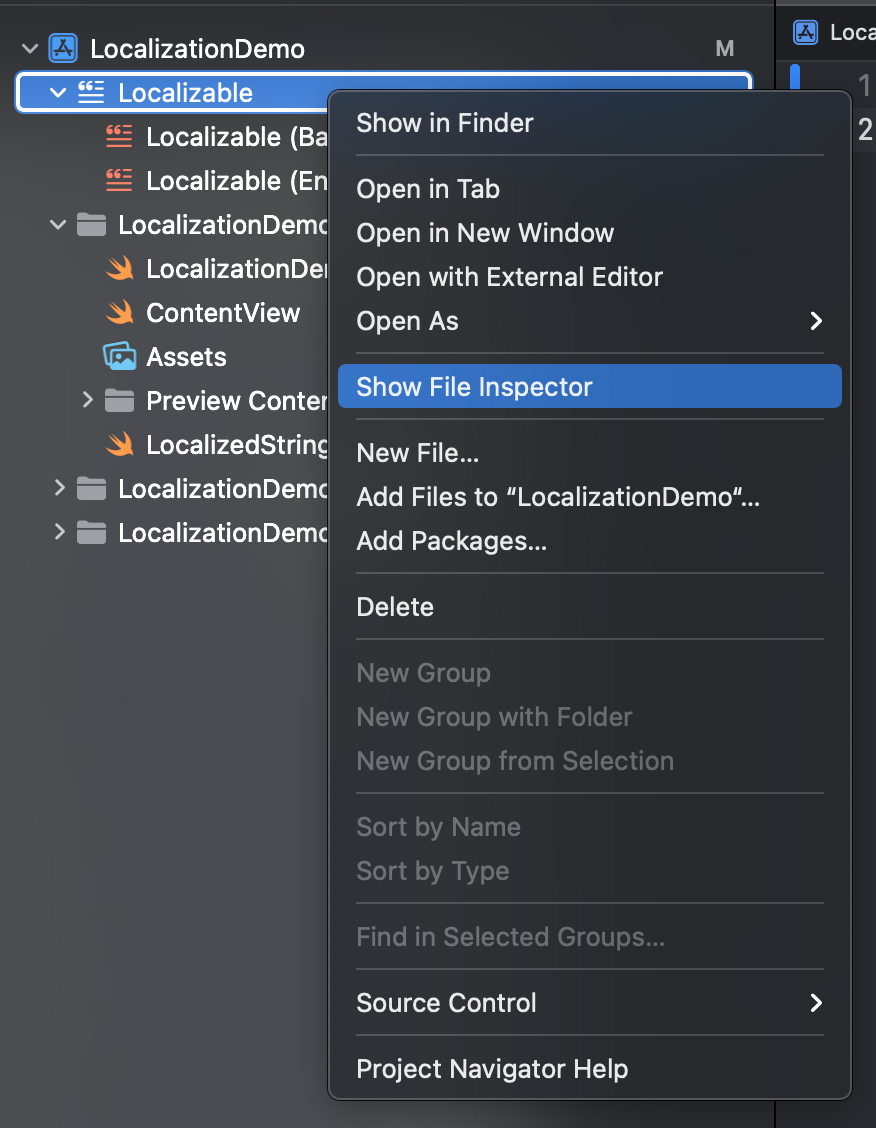 LocalizationDemo
M
Loca
Localizable
1
2
Localizable (Ba
Localizable (En
LocalizationDemo
LocalizationDe
ContentView
Assets
Preview Conten
LocalizedString
LocalizationDemo
LocalizationDemo
Show in Finder
Open in Tab
Open in New Window
Open with External Editor
Open As
Show File Inspector
New File...
Add Files to “LocalizationDemo“...
Add Packages...
Delete
New Group
New Group with Folder
New Group from Selection
Sort by Name
Sort by Type
Find in Selected Groups...
Source Control
Project Navigator Help